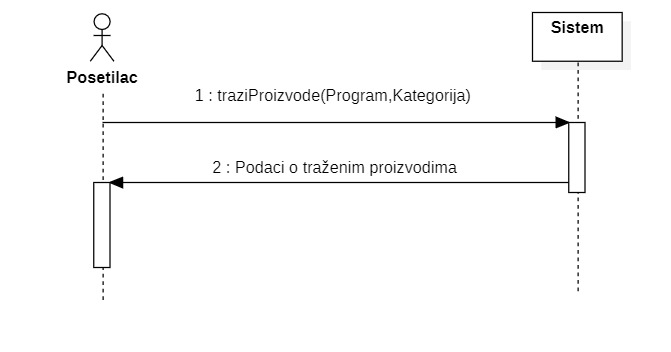 Sistem
Posetilac
1 : traziProizvode(Program,Kategorija)
2 : Podaci o traženim proizvodima